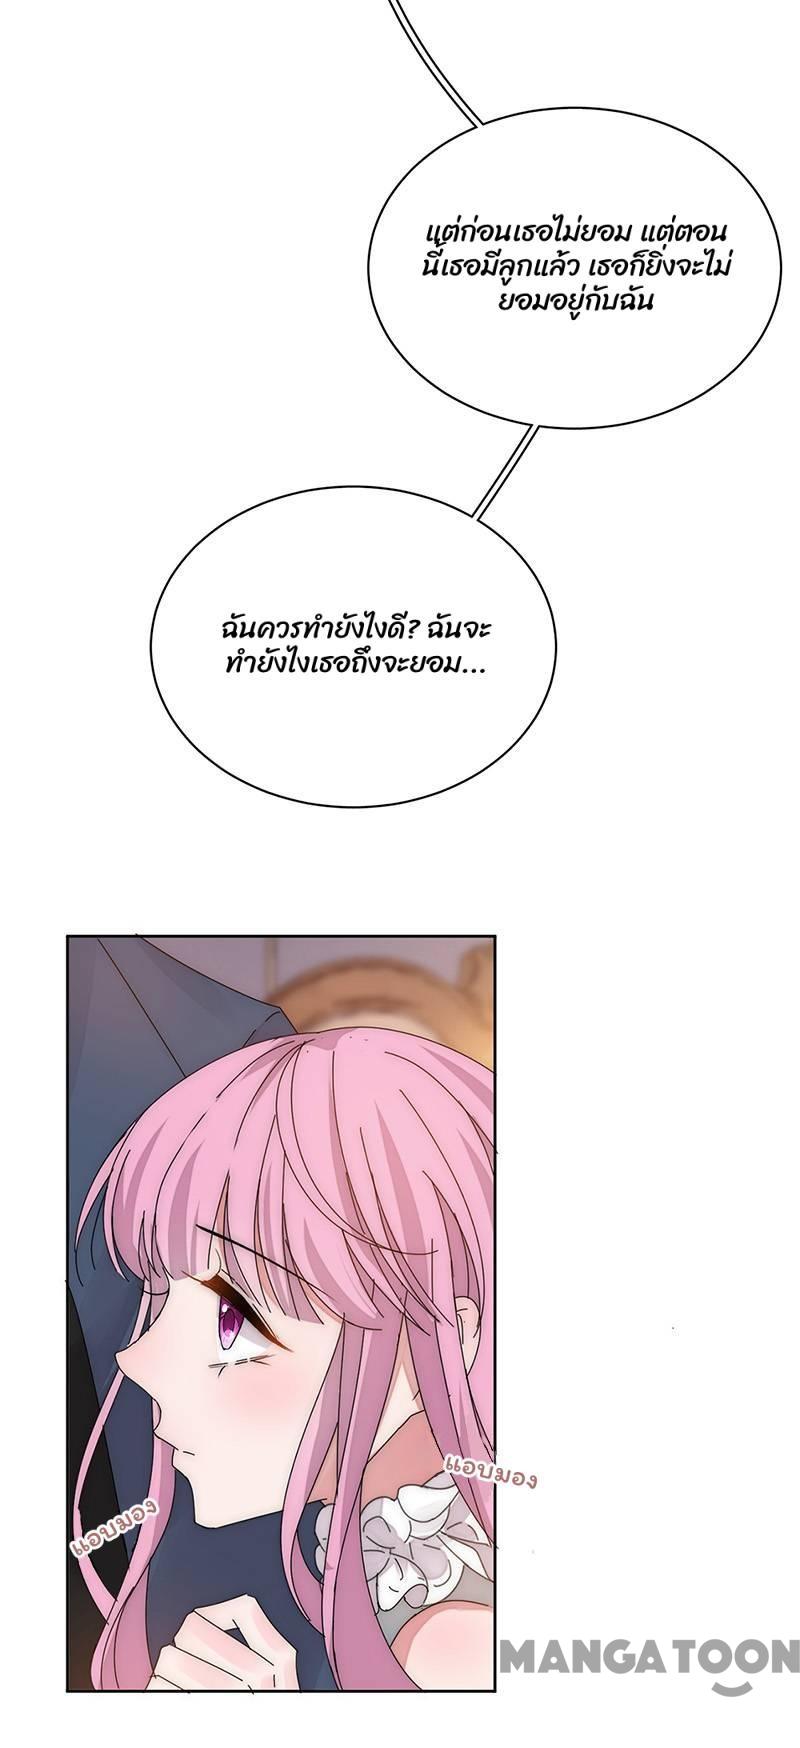 แต่ก่อนเธอไม่ยอม แต่ตอน
นี้เธอมีลูกแล้ว เธอก็ยิ่งจะไม่
ยอมอยู่กับฉัน
ฉันควรทำยังไงดี? ฉันจะ
ทำยังไงเธอถึงจะยอม...
แอบมอง
แอบมอง
MANGATOON